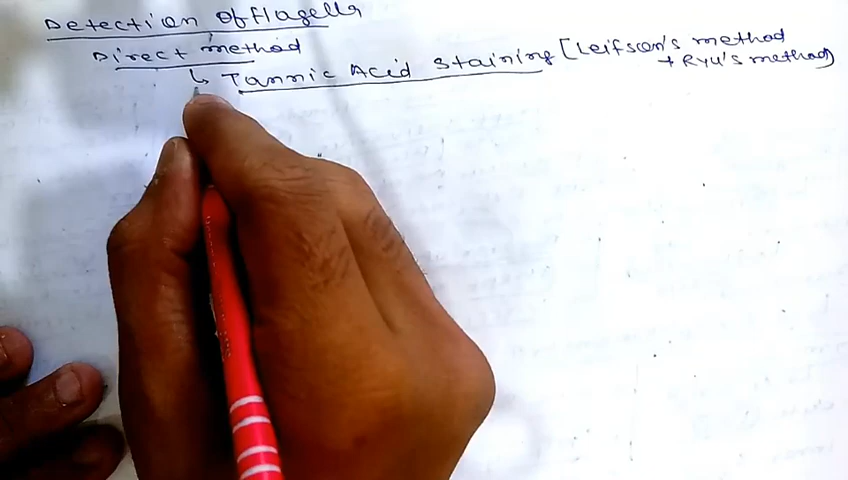 Detection of flagella
Direct method
↳ Tannic Acid Staining [Leifson's method
+ Ryu's method)